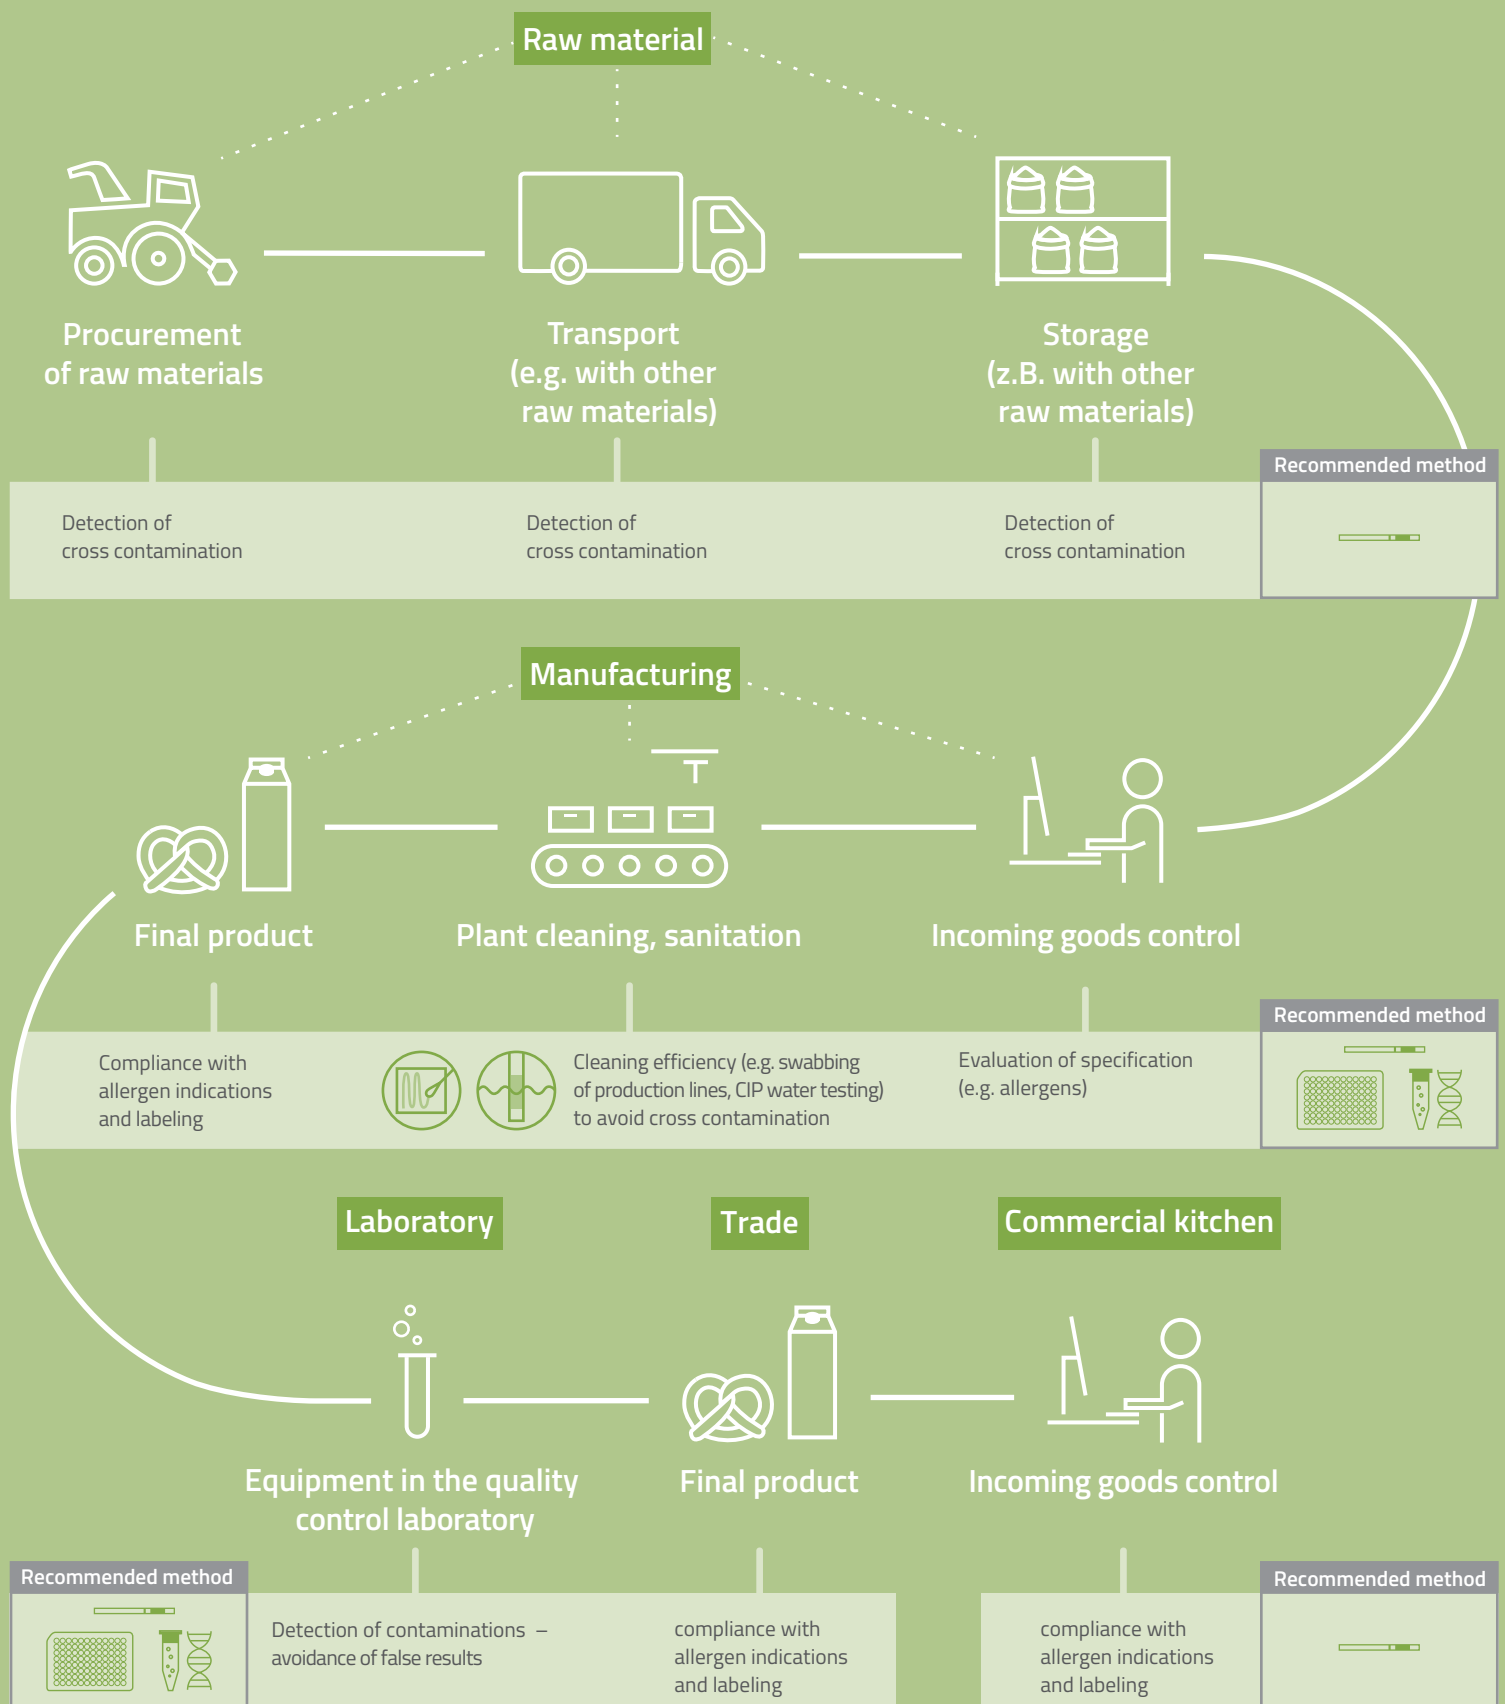 Raw material
Procurement
of raw materials
Transport
(e.g. with other
raw materials)
Storage
(z.B. with other
raw materials)
Recommended method
Detection of
cross contamination
Detection of
cross contamination
Detection of
cross contamination
Manufacturing
Final product
Plant cleaning, sanitation
Incoming goods control
Recommended method
Compliance with
allergen indications
and labeling
Cleaning efficiency (e.g. swabbing
of production lines, CIP water testing)
to avoid cross contamination
Evaluation of specification
(e.g. allergens)
Laboratory
Trade
Commercial kitchen
Equipment in the quality
control laboratory
Final product
Incoming goods control
Recommended method
Detection of contaminations –
avoidance of false results
compliance with
allergen indications
and labeling
compliance with
allergen indications
and labeling
Recommended method